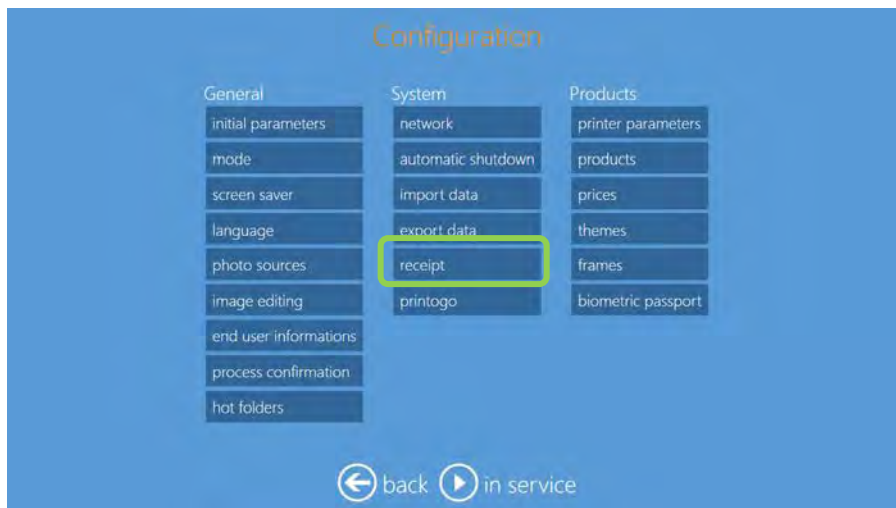 Configuration
General
initial parameters
mode
screen saver
language
photo sources
image editing
end user informations
process confirmation
hot folders
System
network
automatic shutdown
import data
export data
receipt
printogo
Products
printer parameters
products
prices
themes
frames
biometric passport
back in service